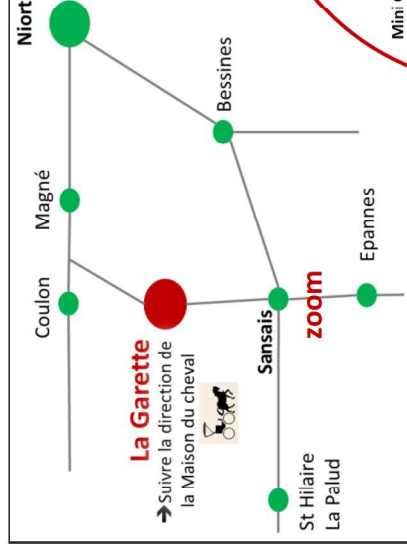 Niort
Magné
Coulon
Bessines
La Garette
➔Suivre la direction de
la Maison du cheval
Sansais
zoom
Epannes
St Hilaire
La Palud
Mini